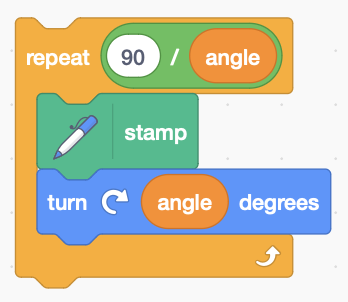 repeat 90 / angle
stamp
turn angle degrees